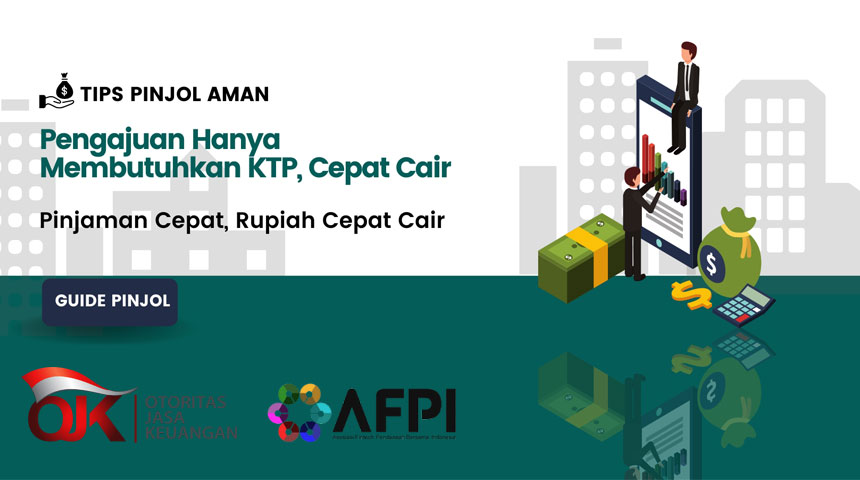 TIPS PINJOL AMAN
Pengajuan Hanya
Membutuhkan KTP, Cepat Cair
Pinjaman Cepat, Rupiah Cepat Cair
GUIDE PINJOL
OJK
OTORITAS
JASA
KEUANGAN
AFPI